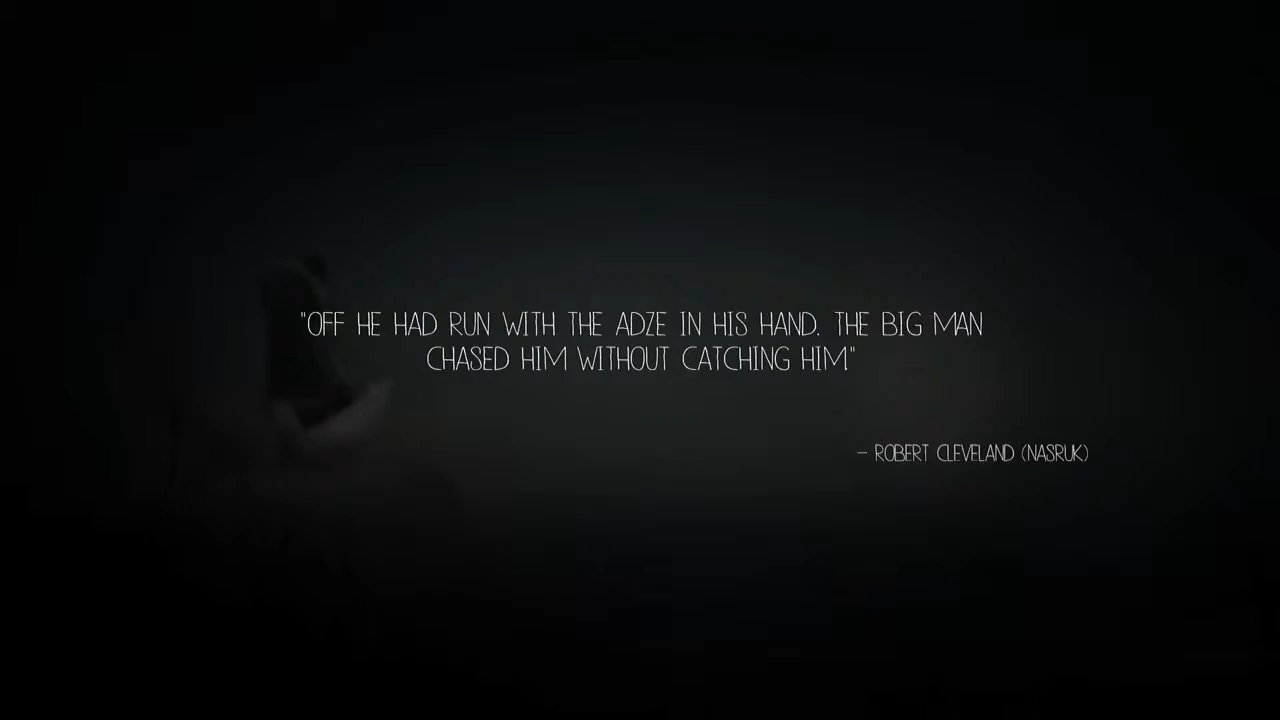 "OFF HE HAD RUN WITH THE ADZE IN HIS HAND. THE BIG MAN
CHASED HIM WITHOUT CATCHING HIM."
– ROBERT CLEVELAND (NASRUK)